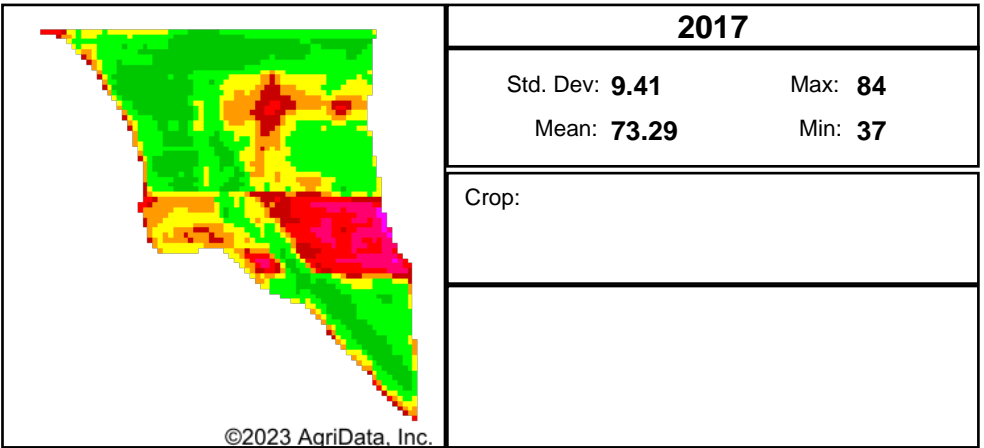 2017
Std. Dev: 9.41 Max: 84
Mean: 73.29 Min: 37
Crop:
©2023 AgriData, Inc.